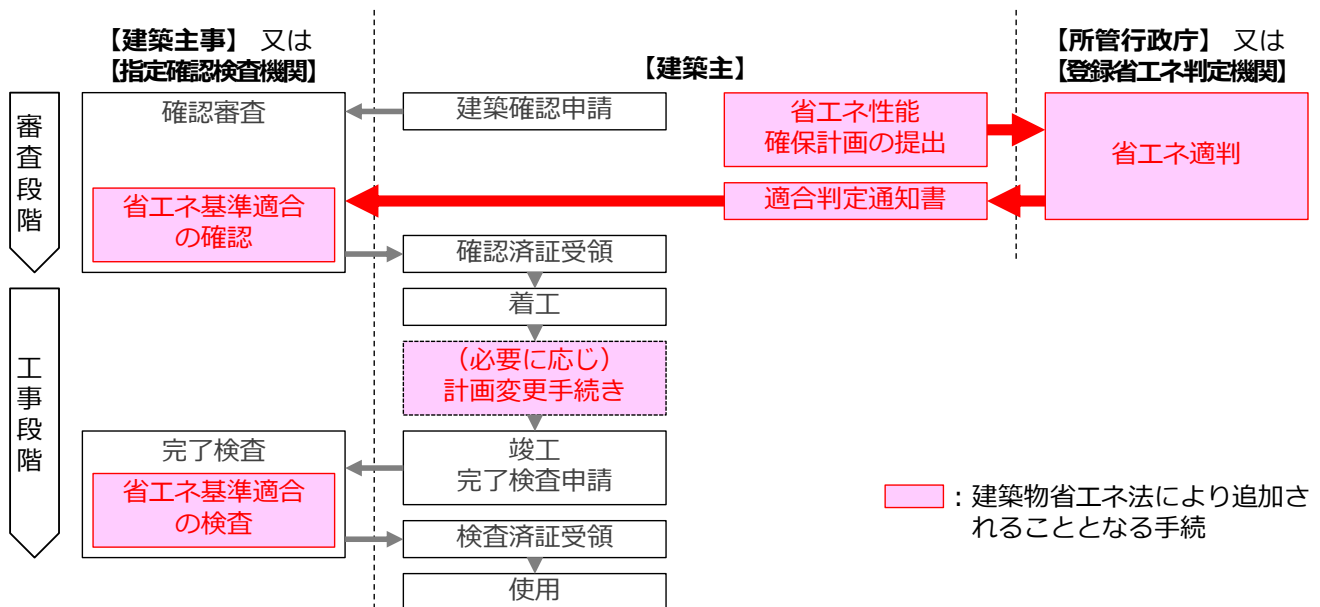 【建築主事】 又は
【指定確認検査機関】
【建築主】
【所管行政庁】 又は
【登録省エネ判定機関】
審査段階
確認審査
建築確認申請
省エネ性能
確保計画の提出
省エネ適判
省エネ基準適合
の確認
適合判定通知書
確認済証受領
着工
工事段階
（必要に応じ）
計画変更手続き
完了検査
竣工
完了検査申請
省エネ基準適合
の検査
検査済証受領
使用
：建築物省エネ法により追加さ
れることとなる手続